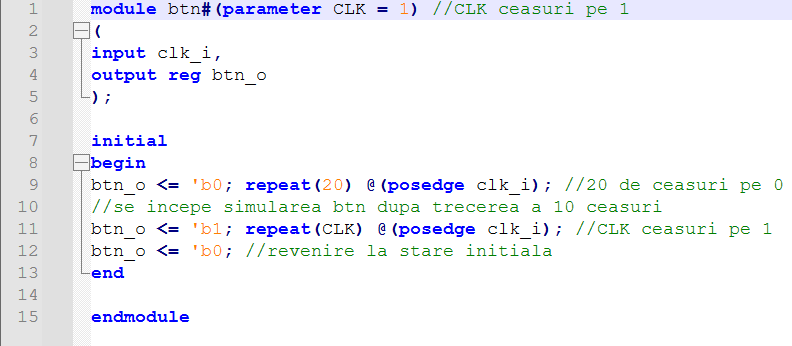 1 module btn#(parameter CLK = 1) //CLK ceasuri pe 1
2 (
3 input clk_i,
4 output reg btn_o
5 );
6
7 initial
8 begin
9 btn_o <= 'b0; repeat(20) @(posedge clk_i); //20 de ceasuri pe 0
10 //se incepe simularea btn dupa trecerea a 10 ceasuri
11 btn_o <= 'b1; repeat(CLK) @(posedge clk_i); //CLK ceasuri pe 1
12 btn_o <= 'b0; //revenire la stare initiala
13 end
14
15 endmodule